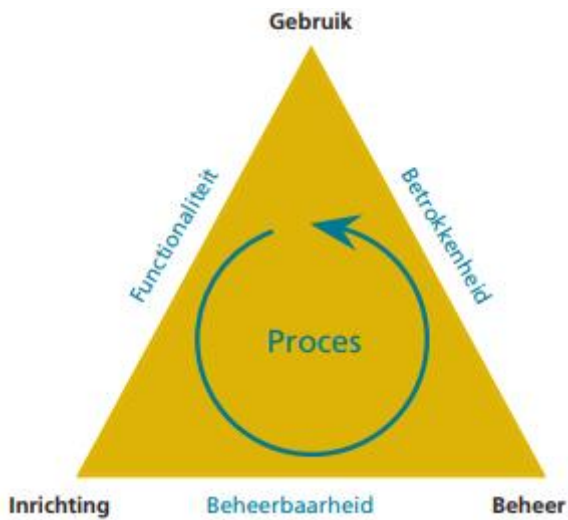 Gebruik
Functionaliteit
Betrokkenheid
Proces
Inrichting
Beheerbaarheid
Beheer